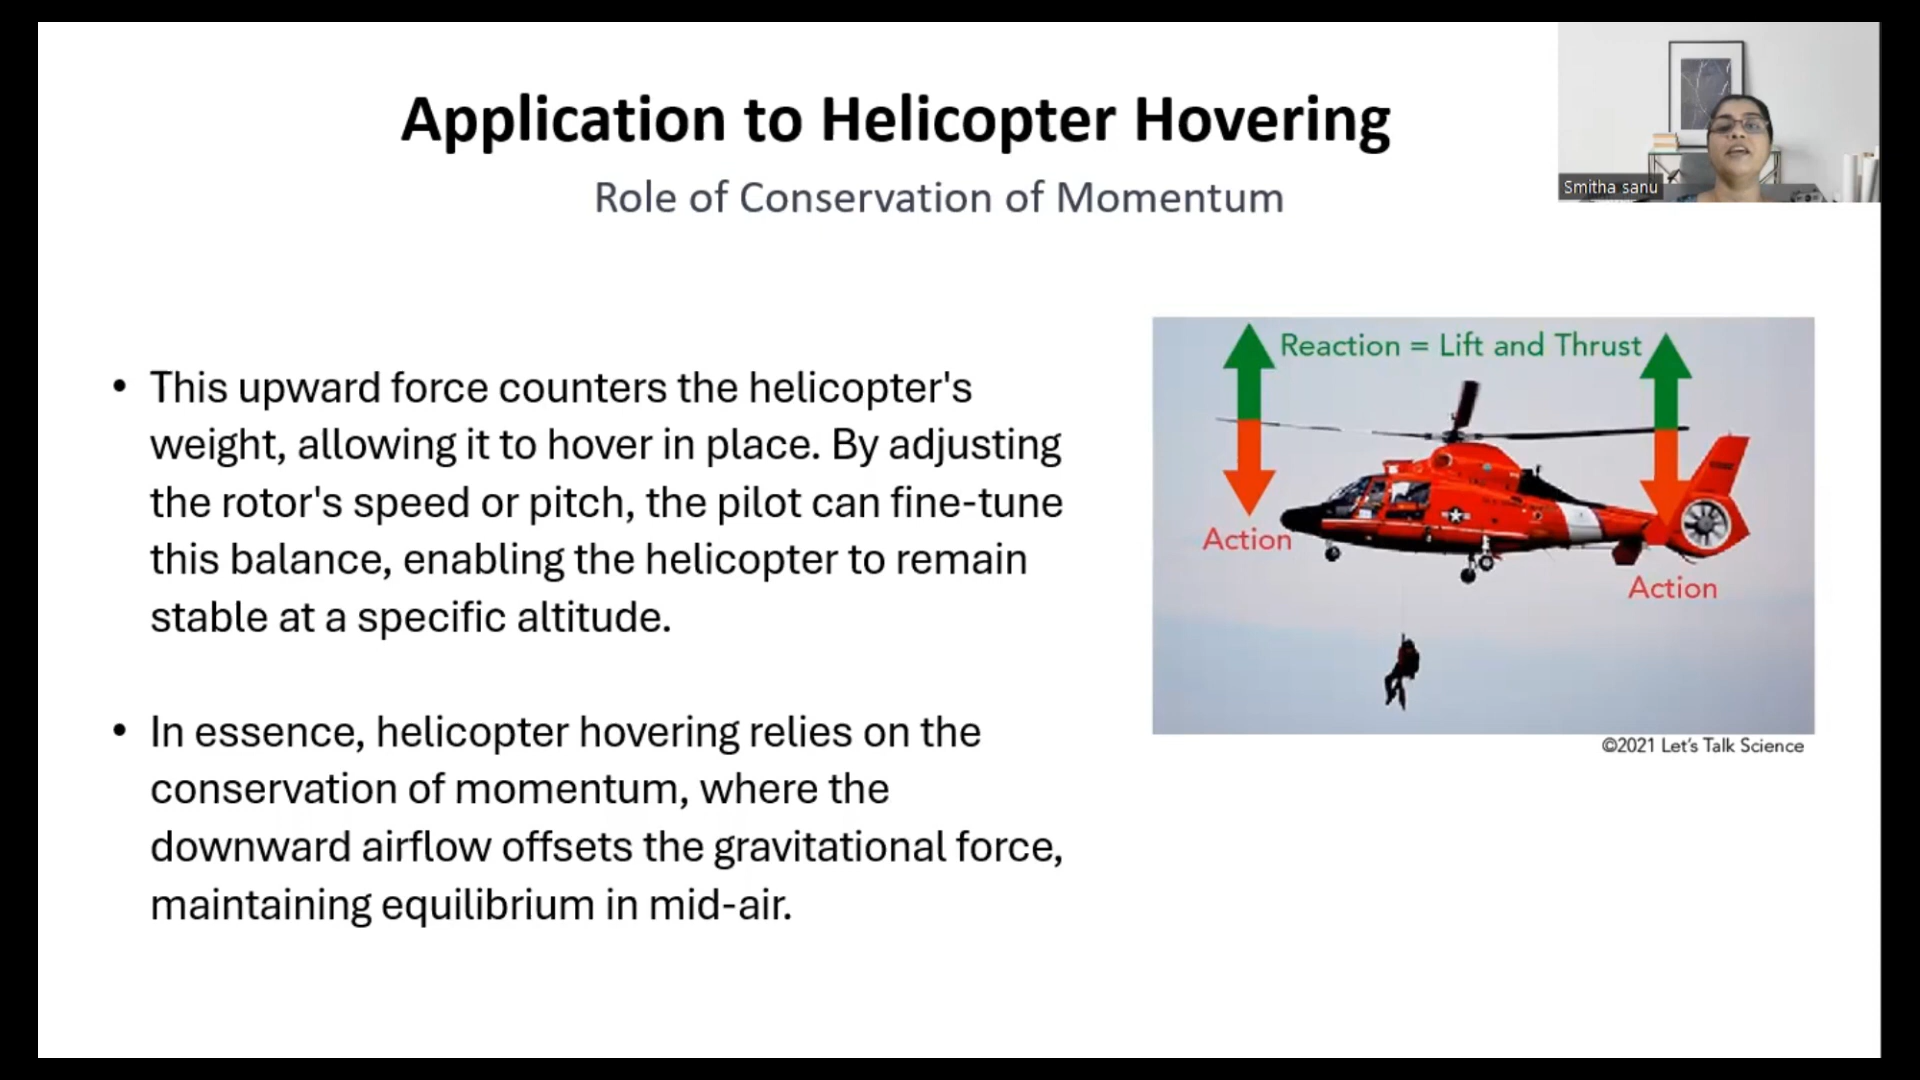 Application to Helicopter Hovering
Role of Conservation of Momentum
Smitha sanu
• This upward force counters the helicopter's
weight, allowing it to hover in place. By adjusting
the rotor's speed or pitch, the pilot can fine-tune
this balance, enabling the helicopter to remain
stable at a specific altitude.
• In essence, helicopter hovering relies on the
conservation of momentum, where the
downward airflow offsets the gravitational force,
maintaining equilibrium in mid-air.
Reaction = Lift and Thrust
Action
Action
©2021 Let's Talk Science